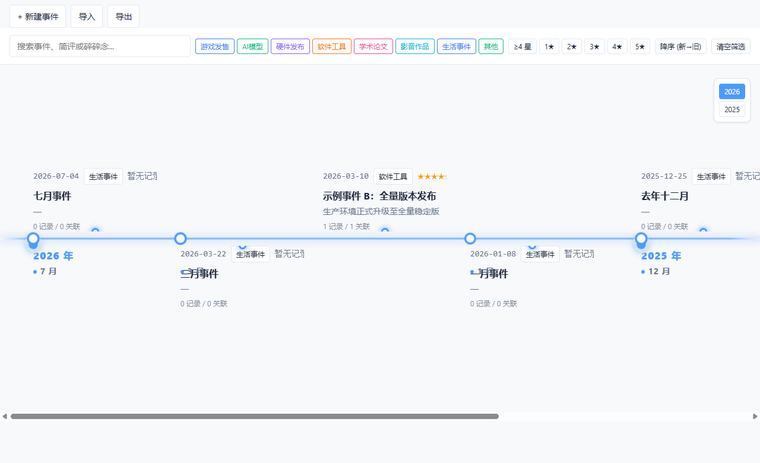 + 新建事件 导入 导出
搜索事件、简评或碎碎念... 游戏发售 AI模型 硬件发布 软件工具 学术论文 影音作品 生活事件 其他 ≥4 星 1★ 2★ 3★ 4★ 5★ 降序 (新→旧) 清空筛选
2026
2025
2026-07-04 生活事件 暂无记
七月事件
—
0 记录 / 0 关联
2026-03-10 软件工具 ★★★★
示例事件 B：全量版本发布
生产环境正式升级至全量稳定版
1 记录 / 1 关联
2025-12-25 生活事件 暂无记
去年十二月
—
0 记录 / 0 关联
2026 年
7 月
2026-03-22 生活事件 暂无记
三月事件
—
0 记录 / 0 关联
2026-01-08 生活事件 暂无记
一月事件
—
0 记录 / 0 关联
2025 年
12 月